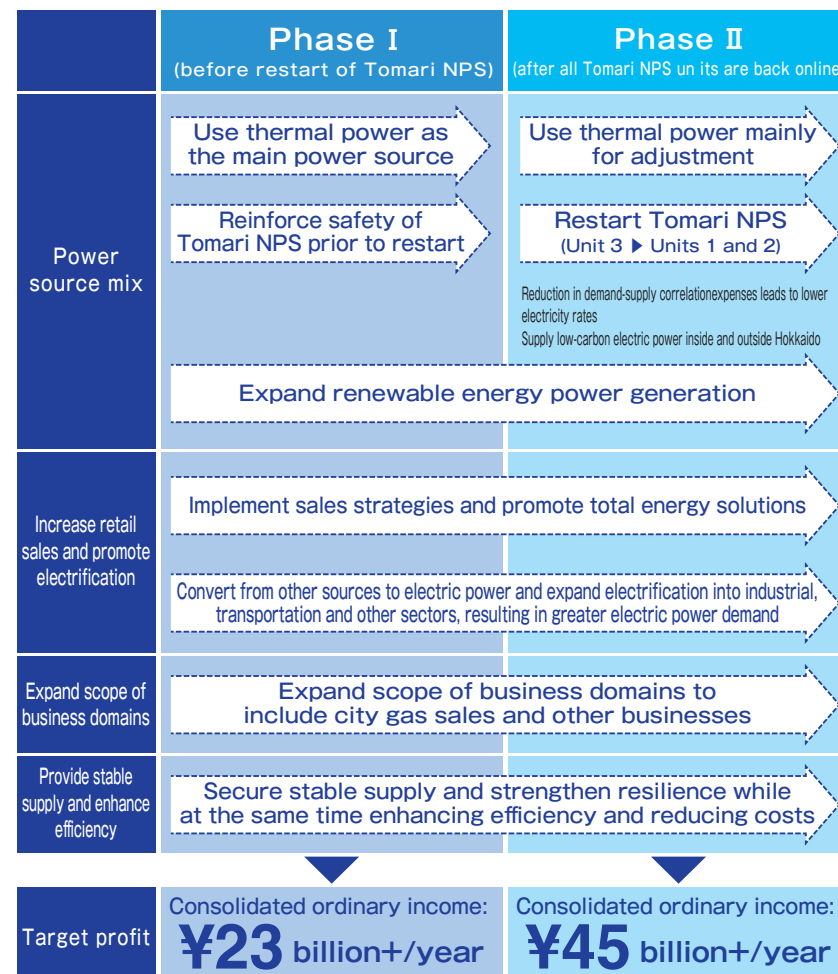 Phase Ⅰ
(before restart of Tomari NPS)
Phase Ⅱ
(after all Tomari NPS un its are back online
Power
source mix
Use thermal power as
the main power source
Use thermal power mainly
for adjustment
Reinforce safety of
Tomari NPS prior to restart
Restart Tomari NPS
(Unit 3 ▶ Units 1 and 2)
Reduction in demand-supply correlationexpenses leads to lower
electricity rates
Supply low-carbon electric power inside and outside Hokkaido
Expand renewable energy power generation
Increase retail
sales and promote
electrification
Implement sales strategies and promote total energy solutions
Convert from other sources to electric power and expand electrification into industrial,
transportation and other sectors, resulting in greater electric power demand
Expand scope of
business domains
Expand scope of business domains to
include city gas sales and other businesses
Provide stable
supply and enhance
efficiency
Secure stable supply and strengthen resilience while
at the same time enhancing efficiency and reducing costs
Target profit
Consolidated ordinary income:
¥23 billion+/year
Consolidated ordinary income:
¥45 billion+/year